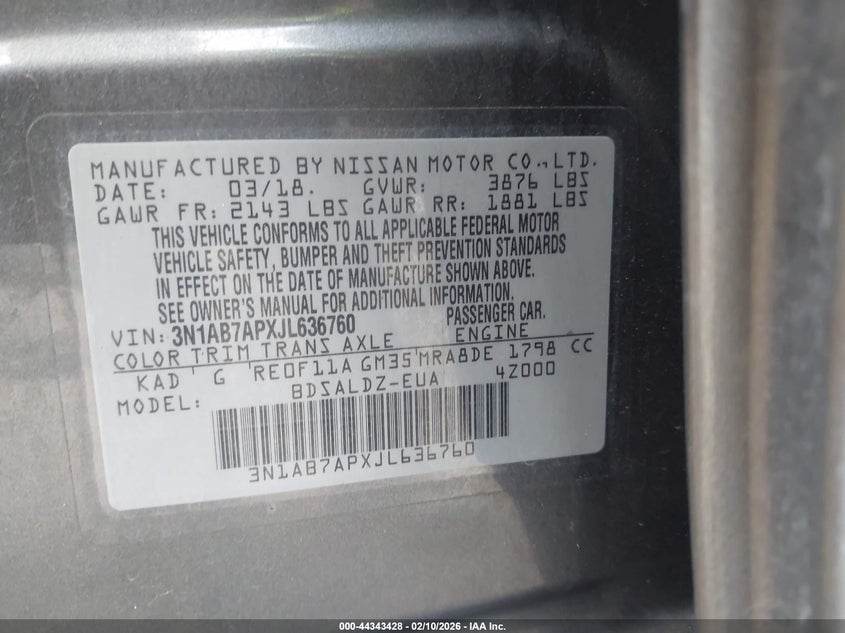 MANUFACTURED BY NISSAN MOTOR CO., LTD.
DATE: 03/18. GVWR: 3876 LBS
GAWR FR: 2143 LBS GAWR RR: 1881 LBS
THIS VEHICLE CONFORMS TO ALL APPLICABLE FEDERAL MOTOR
VEHICLE SAFETY, BUMPER AND THEFT PREVENTION STANDARDS
IN EFFECT ON THE DATE OF MANUFACTURE SHOWN ABOVE.
SEE OWNER'S MANUAL FOR ADDITIONAL INFORMATION.
VIN: 3N1AB7APXJL636760 PASSENGER CAR.
COLOR TRIM TRANS AXLE ENGINE
KAD G RE0F11A GM35 MRA8DE 1798 CC
MODEL: BDSALDZ-EUA 4Z000
3N1AB7APXJL636760
000-44343428 - 02/10/2026 - IAA Inc.